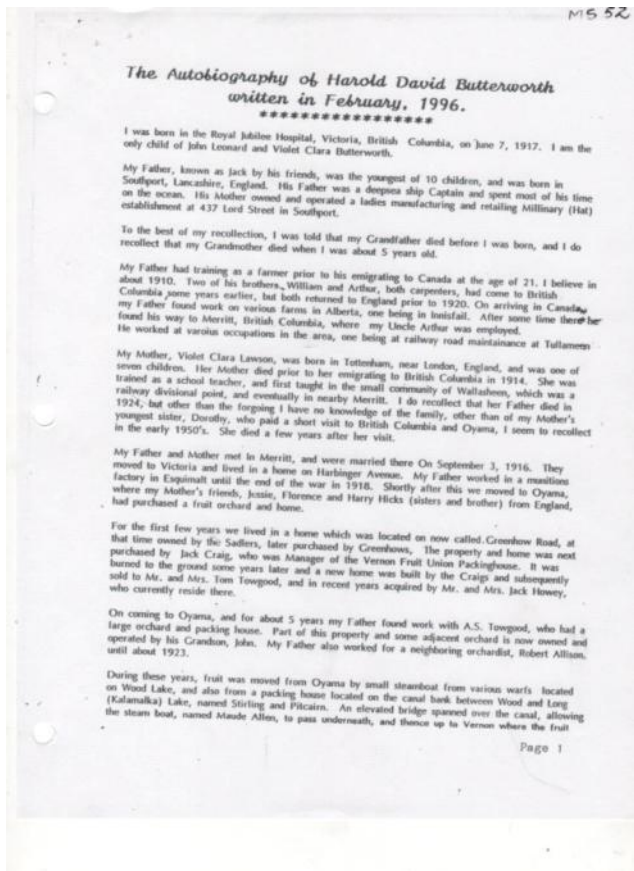 MS 52
The Autobiography of Harold David Butterworth
written in February, 1996.
*****************
I was born in the Royal Jubilee Hospital, Victoria, British Columbia, on June 7, 1917. I am the
only child of John Leonard and Violet Clara Butterworth.
My Father, known as Jack by his friends, was the youngest of 10 children, and was born in
Southport, Lancashire, England. His Father was a deepsea ship Captain and spent most of his time
on the ocean. His Mother owned and operated a ladies manufacturing and retailing Millinary (Hat)
establishment at 437 Lord Street in Southport.
To the best of my recollection, I was told that my Grandfather died before I was born, and I do
recollect that my Grandmother died when I was about 5 years old.
My Father had training as a farmer prior to his emigrating to Canada at the age of 21. I believe in
about 1910. Two of his brothers, William and Arthur, both carpenters, had come to British
Columbia some years earlier, but both returned to England prior to 1920. On arriving in Canada,
my Father found work on various farms in Alberta, one being in Innisfail. After some time he
found his way to Merritt, British Columbia, where my Uncle Arthur was employed.
He worked at varoius occupations in the area, one being at railway road maintainance at Tullameen
My Mother, Violet Clara Lawson, was born in Tottenham, near London, England, and was one of
seven children. Her Mother died prior to her emigrating to British Columbia in 1914. She was
trained as a school teacher, and first taught in the small community of Wallasheen, which was a
railway divisional point, and eventually in nearby Merritt. I do recollect that her Father died in
1924, but other than the forgoing I have no knowledge of the family, other than of my Mother's
youngest sister, Dorothy, who paid a short visit to British Columbia and Oyama, I seem to recollect
in the early 1950's. She died a few years after her visit.
My Father and Mother met in Merritt, and were married there On September 3, 1916. They
moved to Victoria and lived in a home on Harbinger Avenue. My Father worked in a munitions
factory in Esquimalt until the end of the war in 1918. Shortly after this we moved to Oyama,
where my Mother's friends, Jessie, Florence and Harry Hicks (sisters and brother) from England,
had purchased a fruit orchard and home.
For the first few years we lived in a home which was located on now called Greenhow Road, at
that time owned by the Sadlers, later purchased by Greenhows, The property and home was next
purchased by Jack Craig, who was Manager of the Vernon Fruit Union Packinghouse. It was
burned to the ground some years later and a new home was built by the Craigs and subsequently
sold to Mr. and Mrs. Tom Towgood, and in recent years acquired by Mr. and Mrs. Jack Howey,
who currently reside there.
On coming to Oyama, and for about 5 years my Father found work with A.S. Towgood, who had a
large orchard and packing house. Part of this property and some adjacent orchard is now owned and
operated by his Grandson, John. My Father also worked for a neighboring orchardist, Robert Allison,
until about 1923.
During these years, fruit was moved from Oyama by small steamboat from various warfs located
on Wood Lake, and also from a packing house located on the canal bank between Wood and Long
(Kalamalka) Lake, named Stirling and Pitcairn. An elevated bridge spanned over the canal, allowing
the steam boat, named Maude Allen, to pass underneath, and thence up to Vernon where the fruit
Page 1